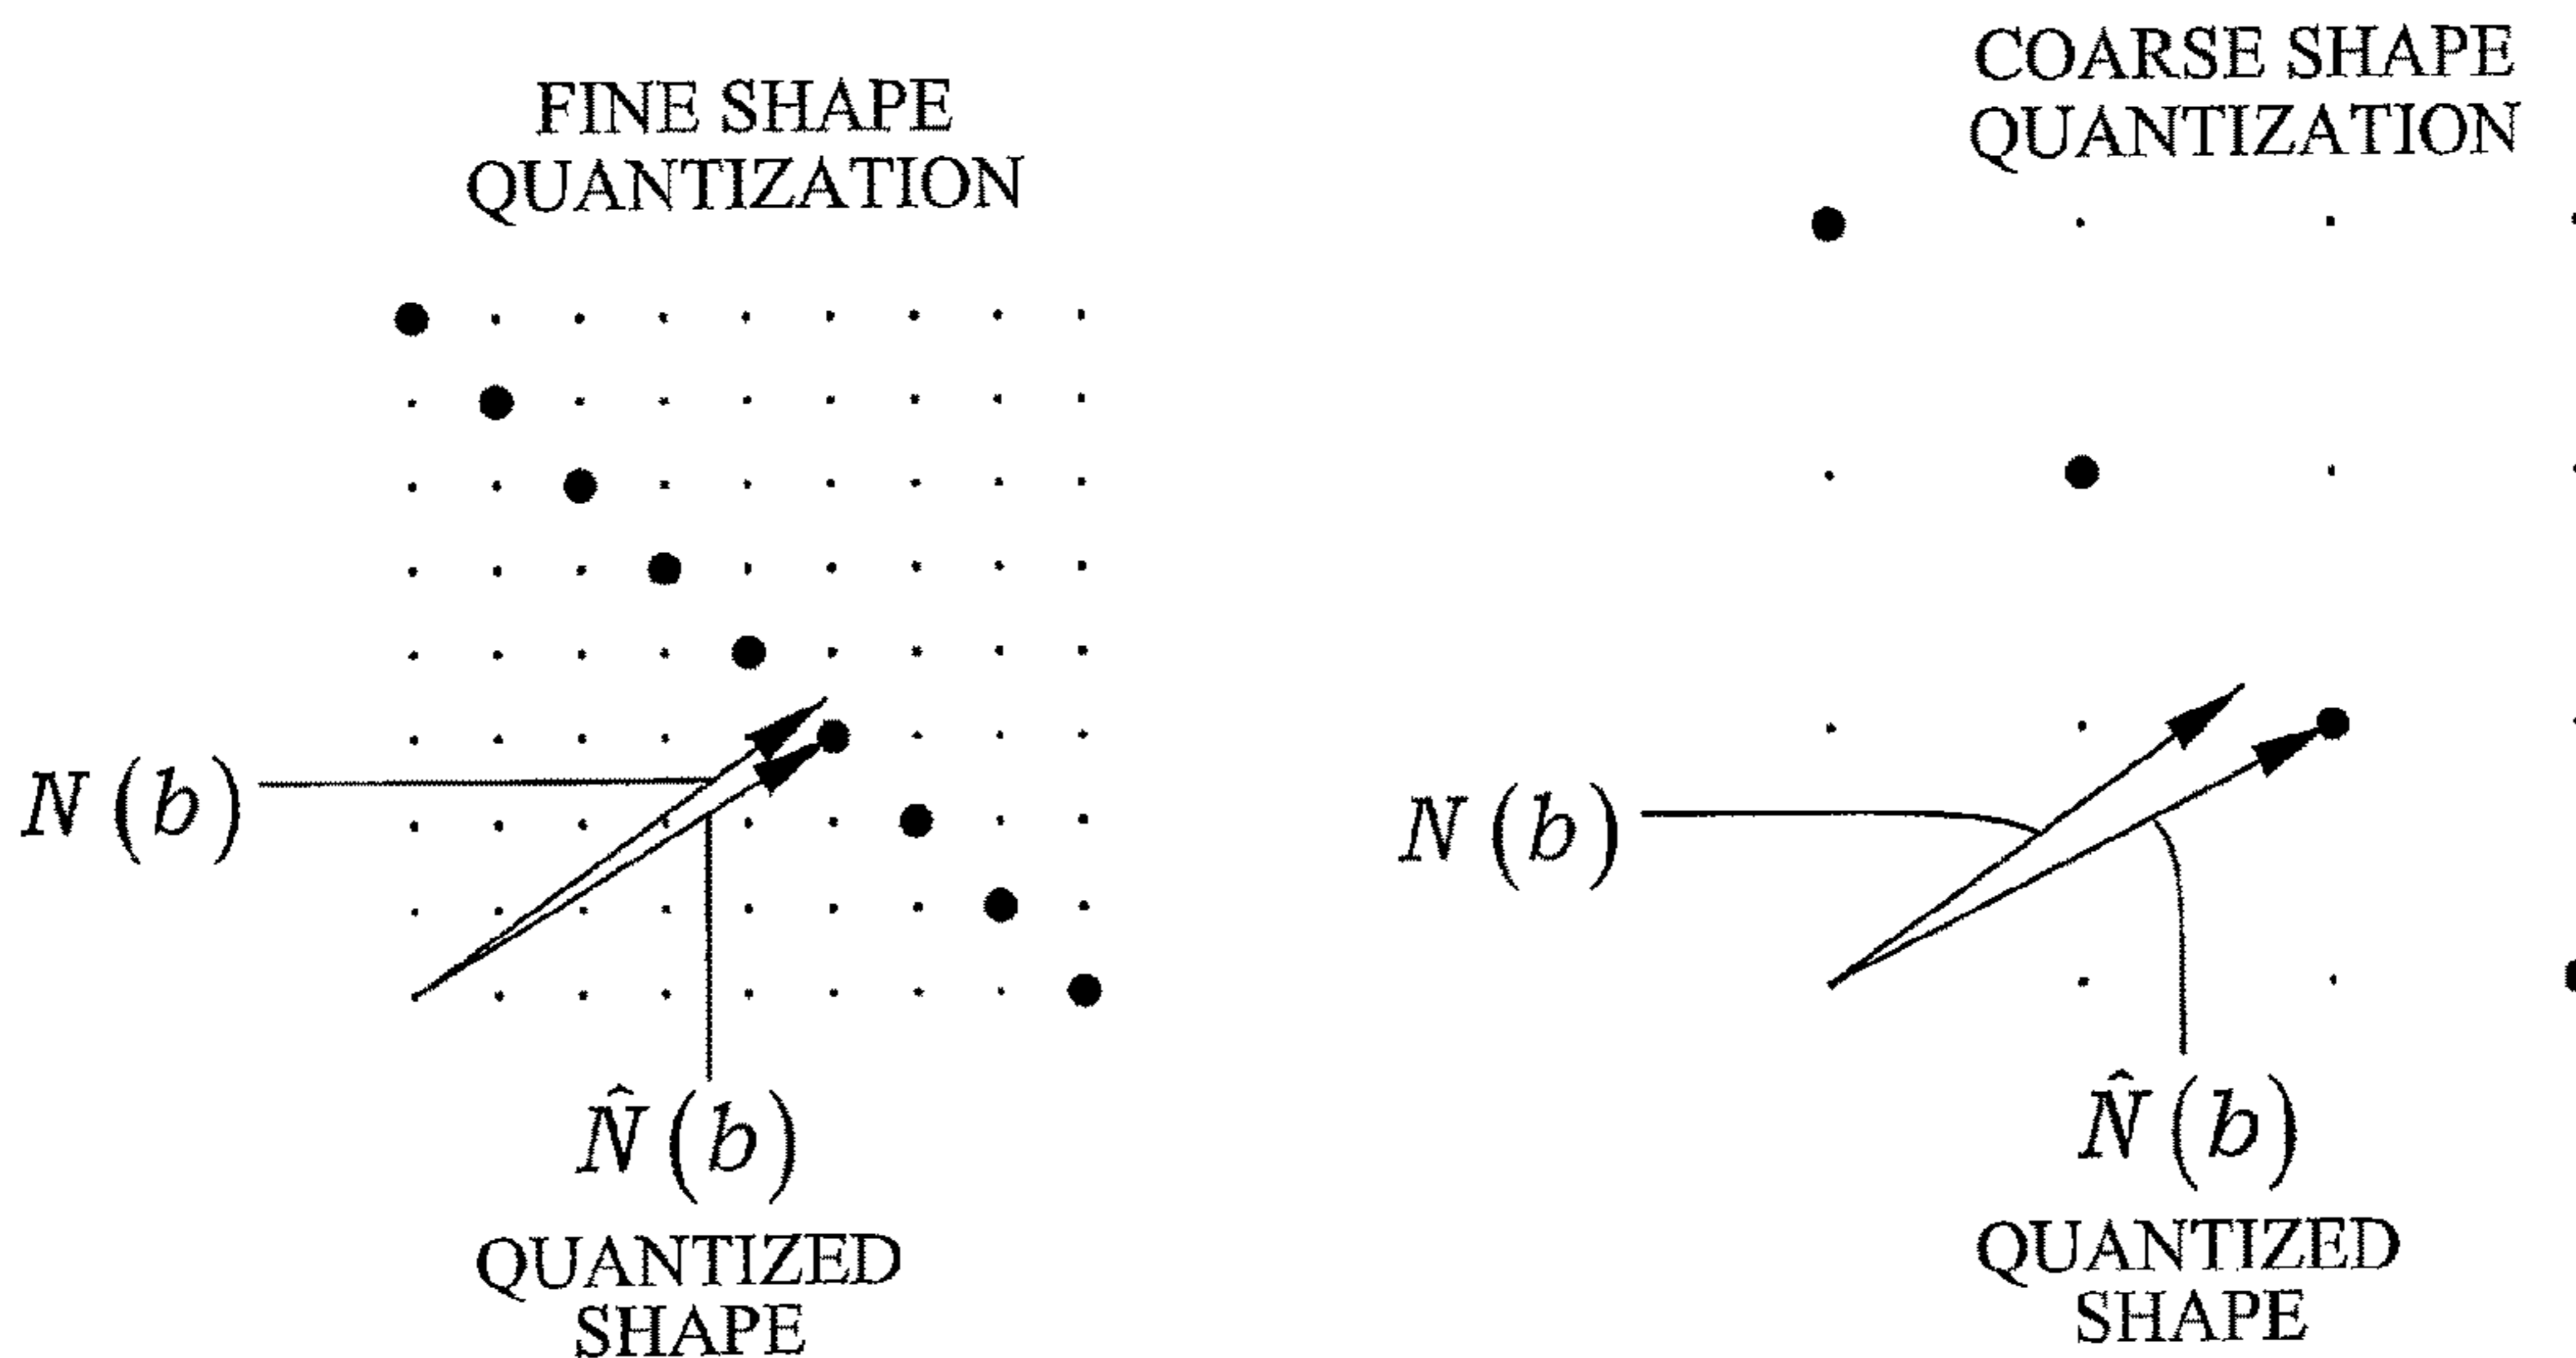 FINE SHAPE
QUANTIZATION
N(b)
N̂(b)
QUANTIZED
SHAPE
COARSE SHAPE
QUANTIZATION
N(b)
N̂(b)
QUANTIZED
SHAPE